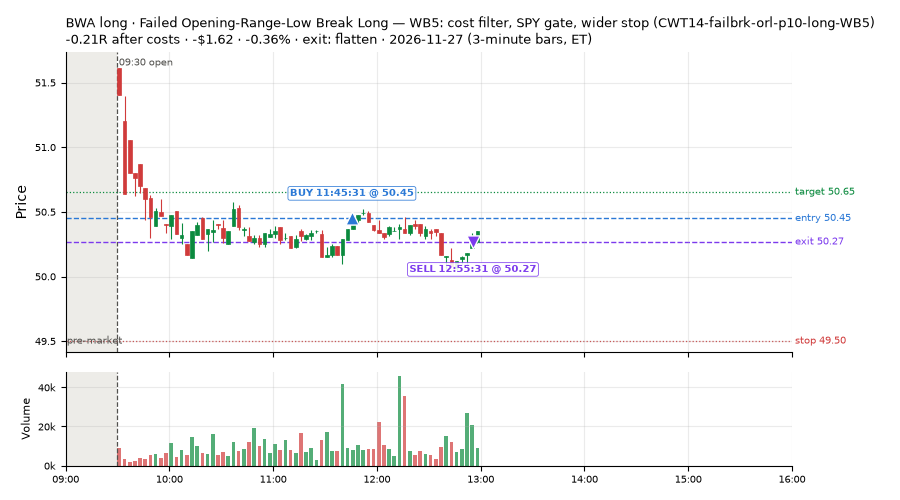 BWA long · Failed Opening-Range-Low Break Long — WB5: cost filter, SPY gate, wider stop (CWT14-failbrk-orl-p10-long-WB5)
-0.21R after costs · -$1.62 · -0.36% · exit: flatten · 2026-11-27 (3-minute bars, ET)
09:30 open
51.5
51.0
50.5
50.0
49.5
Price
BUY 11:45:31 @ 50.45
SELL 12:55:31 @ 50.27
target 50.65
entry 50.45
exit 50.27
stop 49.50
pre-market
40k
20k
0k
Volume
09:00
10:00
11:00
12:00
13:00
14:00
15:00
16:00